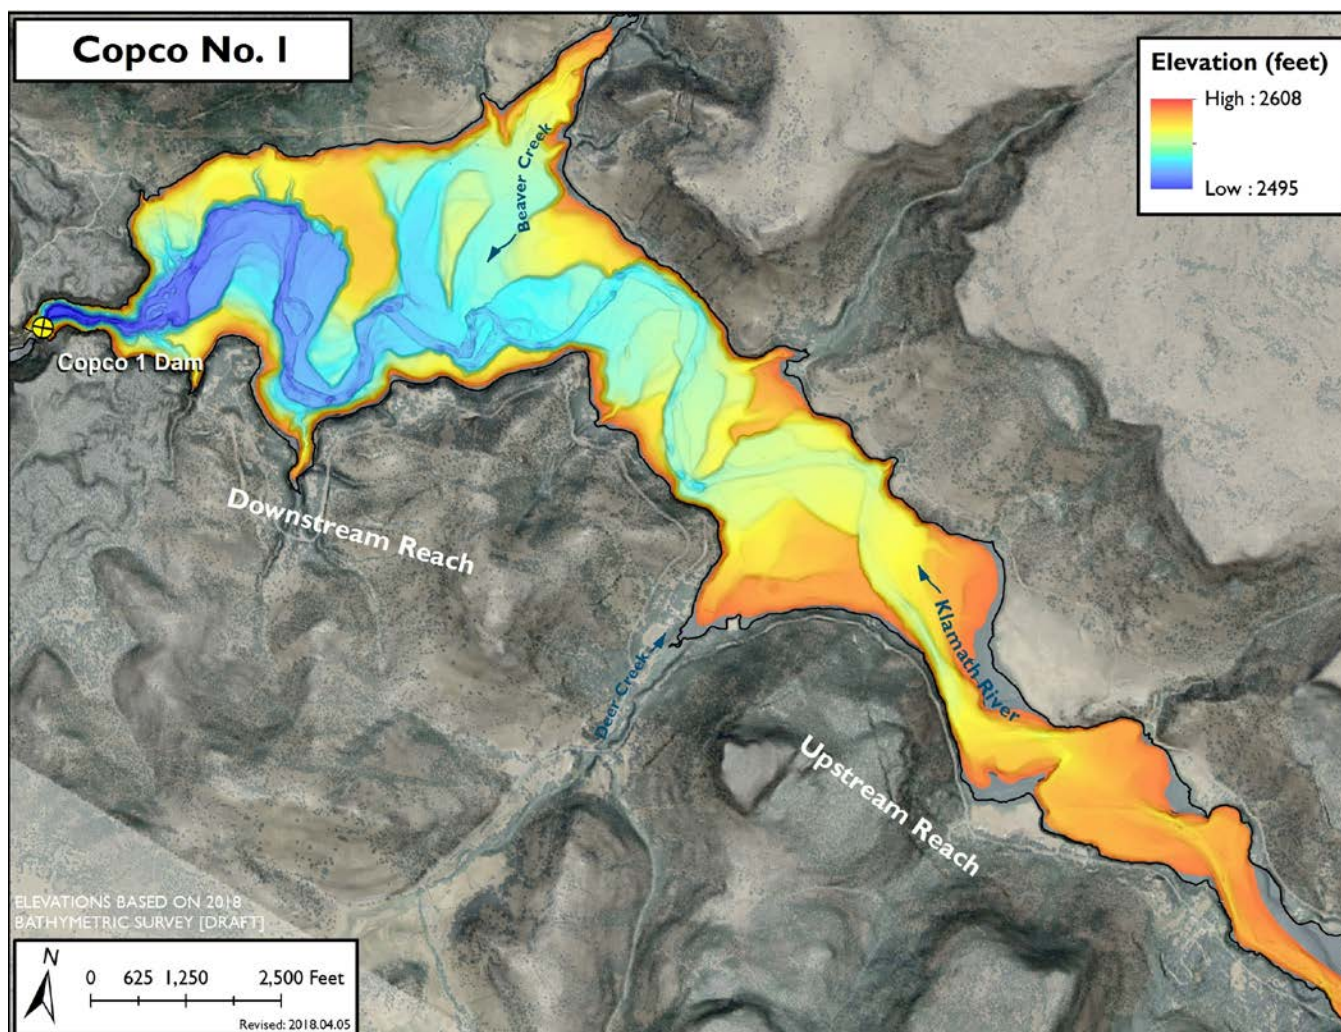 Copco No. 1
Elevation (feet)
High : 2608
Low : 2495
Beaver Creek
Copco 1 Dam
Downstream Reach
Klamath River
Deer Creek
Upstream Reach
ELEVATIONS BASED ON 2018
BATHYMETRIC SURVEY [DRAFT]
N
0 625 1,250 2,500 Feet
Revised: 2018.04.05